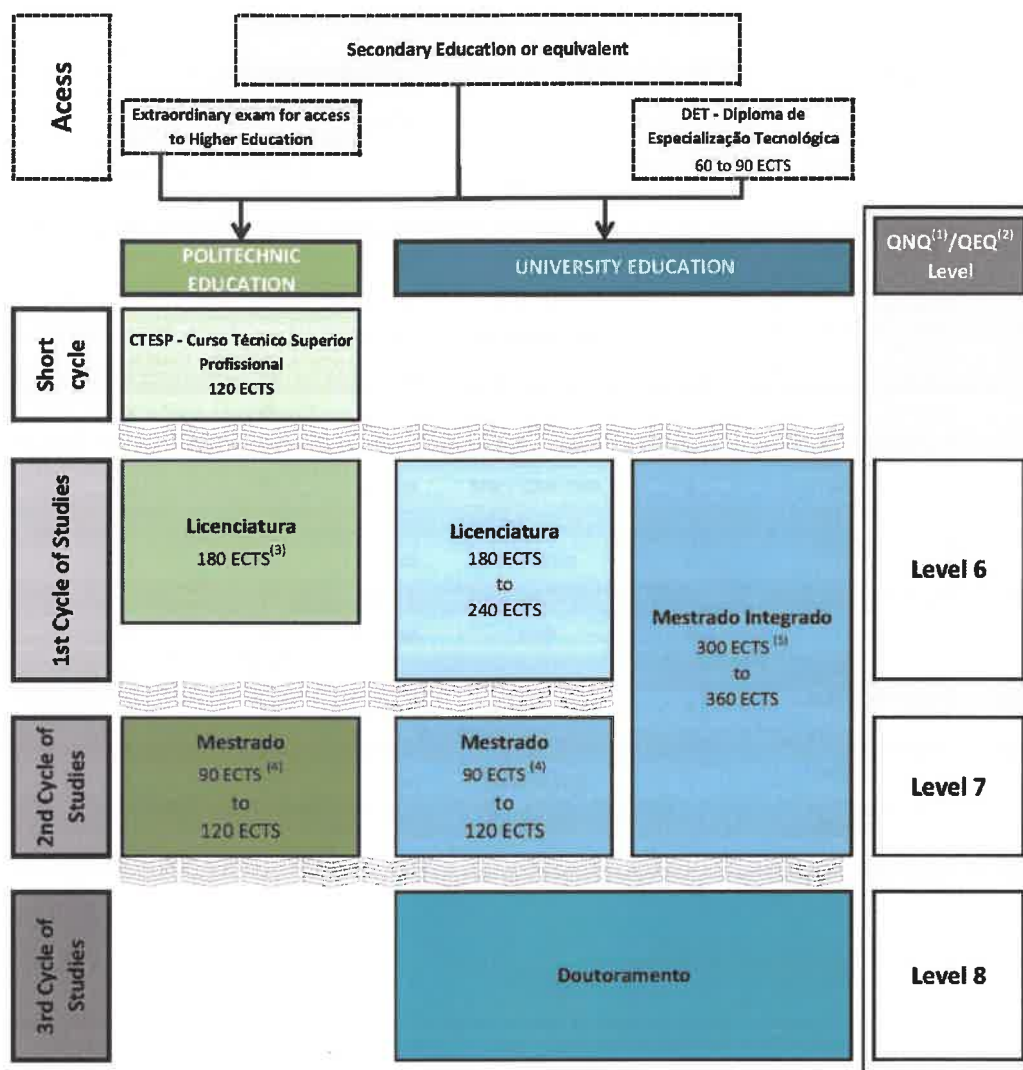 Acess
Secondary Education or equivalent
Extraordinary exam for access
to Higher Education
DET - Diploma de
Especialização Tecnológica
60 to 90 ECTS
POLITECHNIC
EDUCATION
UNIVERSITY EDUCATION
QNQ(1)/QEQ(2)
Level
Short
cycle
CTESP - Curso Técnico Superior
Profissional
120 ECTS
1st Cycle of Studies
Licenciatura
180 ECTS(3)
Licenciatura
180 ECTS
to
240 ECTS
Mestrado Integrado
300 ECTS (5)
to
360 ECTS
Level 6
2nd Cycle of
Studies
Mestrado
90 ECTS (4)
to
120 ECTS
Mestrado
90 ECTS (4)
to
120 ECTS
Level 7
3rd Cycle of
Studies
Doutoramento
Level 8